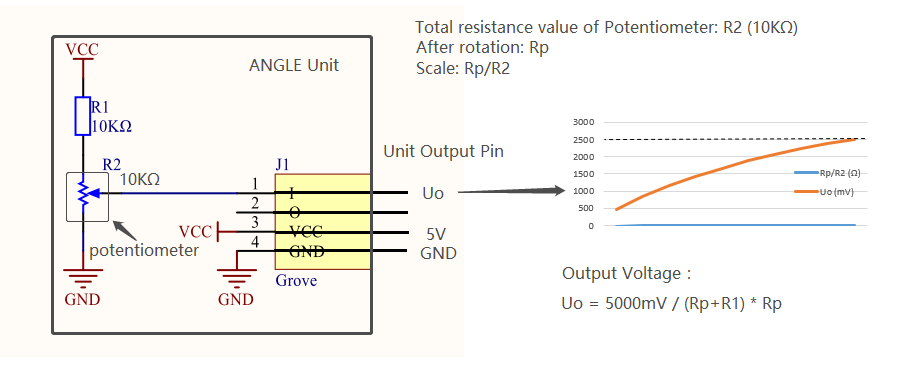 Total resistance value of Potentiometer: R2 (10KΩ)
After rotation: Rp
Scale: Rp/R2
VCC
ANGLE Unit
R1
10KΩ
R2
10KΩ
potentiometer
GND
J1
1
2
3
4
I
O
VCC
GND
VCC
GND
Grove
Unit Output Pin
Uo
5V
GND
3000
2500
2000
1500
1000
500
0
Rp/R2 (Ω)
Uo (mV)
Output Voltage :
Uo = 5000mV / (Rp+R1) * Rp